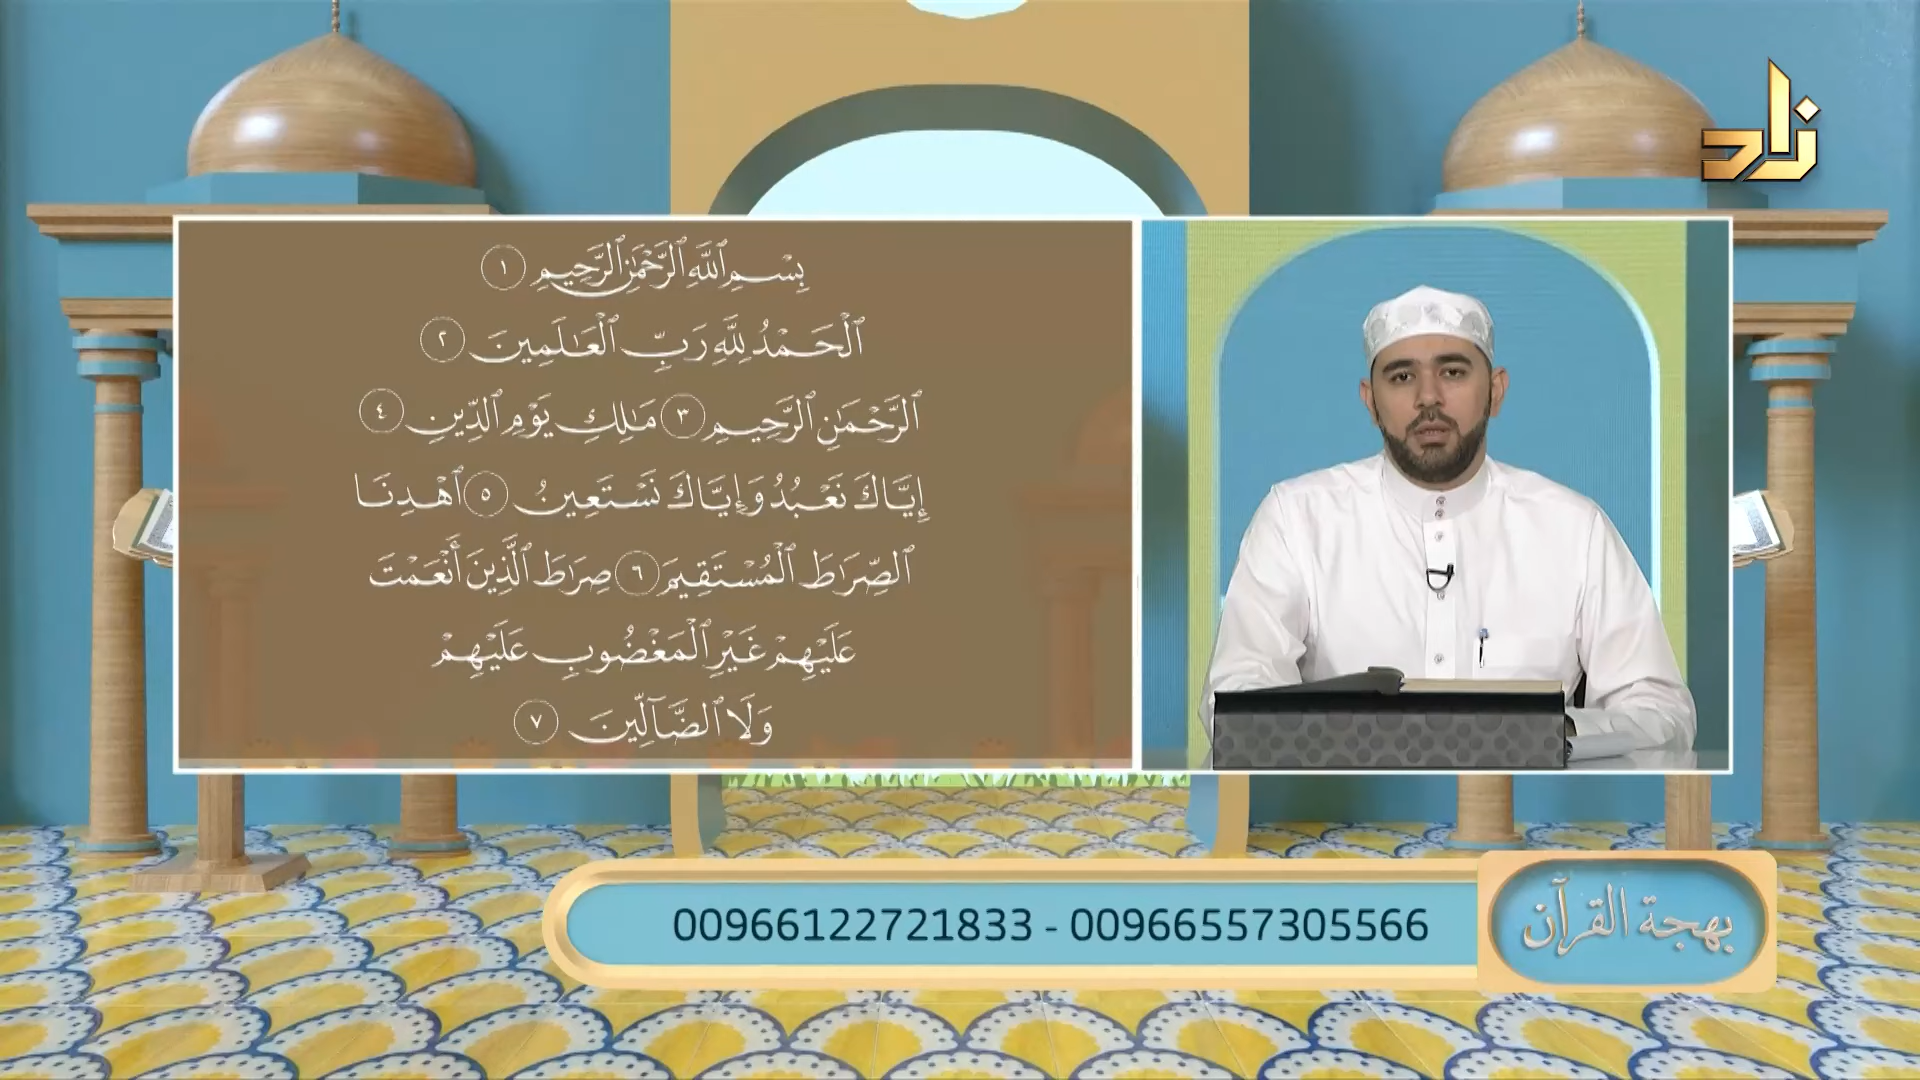 زاد
بِسْمِ ٱللَّهِ ٱلرَّحْمَٰنِ ٱلرَّحِيمِ ١
ٱلْحَمْدُ لِلَّهِ رَبِّ ٱلْعَٰلَمِينَ ٢
ٱلرَّحْمَٰنِ ٱلرَّحِيمِ ٣ مَٰلِكِ يَوْمِ ٱلدِّينِ ٤
إِيَّاكَ نَعْبُدُ وَإِيَّاكَ نَسْتَعِينُ ٥ ٱهْدِنَا
ٱلصِّرَٰطَ ٱلْمُسْتَقِيمَ ٦ صِرَٰطَ ٱلَّذِينَ أَنْعَمْتَ
عَلَيْهِمْ غَيْرِ ٱلْمَغْضُوبِ عَلَيْهِمْ
وَلَا ٱلضَّآلِّينَ ٧
00966122721833 - 00966557305566
بهجة القرآن